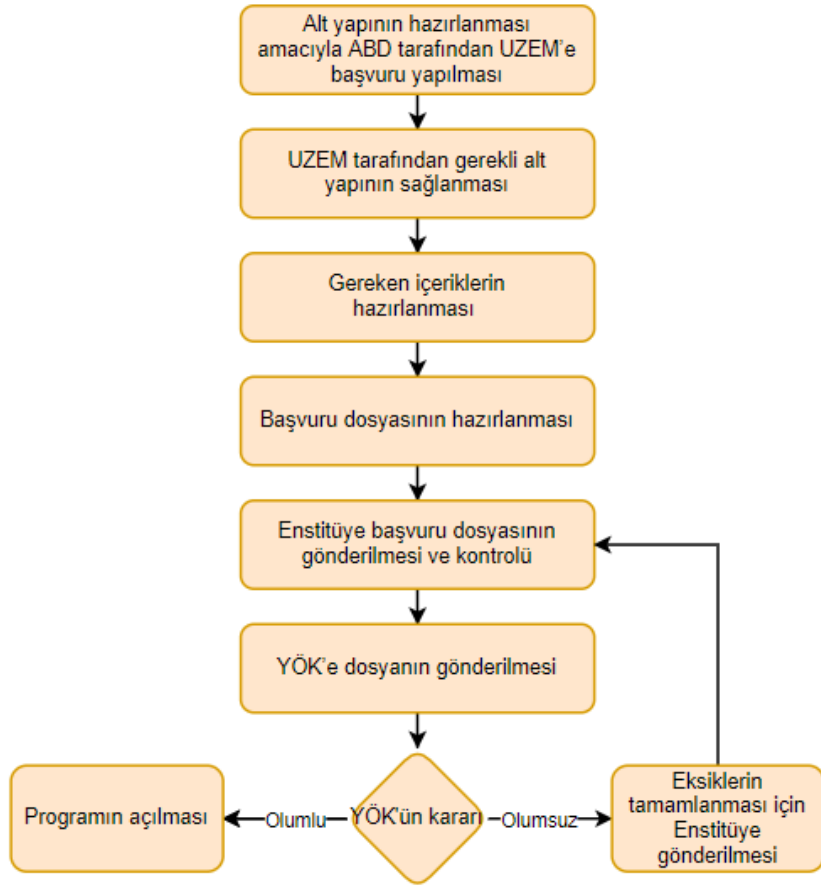 Alt yapının hazırlanması
amacıyla ABD tarafından UZEM'e
başvuru yapılması
UZEM tarafından gerekli alt
yapının sağlanması
Gereken içeriklerin
hazırlanması
Başvuru dosyasının hazırlanması
Enstitüye başvuru dosyasının
gönderilmesi ve kontrolü
YÖK'e dosyanın gönderilmesi
Programın açılması
Olumlu
YÖK'ün kararı
Olumsuz
Eksiklerin
tamamlanması için
Enstitüye
gönderilmesi